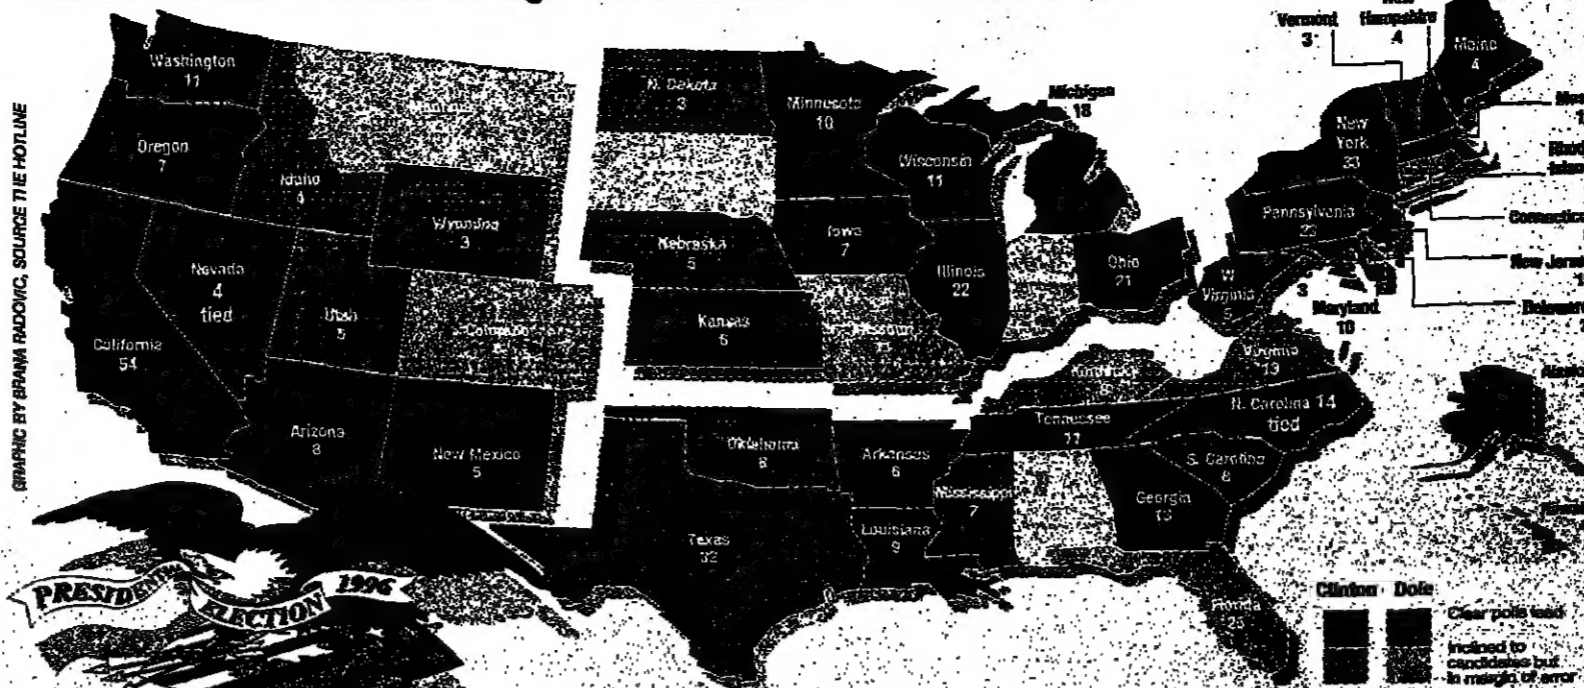 GRAPHIC BY BRANA RADOVIC, SOURCE THE HOTLINE
Washington
11
Oregon
7
Idaho
4
Wyoming
3
Nevada
4
tied
Utah
5
California
54
Colorado
Arizona
8
New Mexico
5
N. Dakota
3
Minnesota
10
Wisconsin
11
Michigan
18
Nebraska
5
Iowa
7
Illinois
22
Ohio
21
Kansas
6
Missouri
Kentucky
Tennessee
11
Oklahoma
8
Arkansas
6
Mississippi
7
Louisiana
9
Texas
32
Georgia
13
S. Carolina
8
N. Carolina 14
tied
Virginia
13
W
Virginia
5
Florida
25
Pennsylvania
23
New
York
33
Vermont
3
Hampshire
4
Maine
4
3
Maryland
10
PRESIDENTIAL
ELECTION
1996
Clinton Dole
Clear polls lead
Inclined to
candidates but
in margin of error